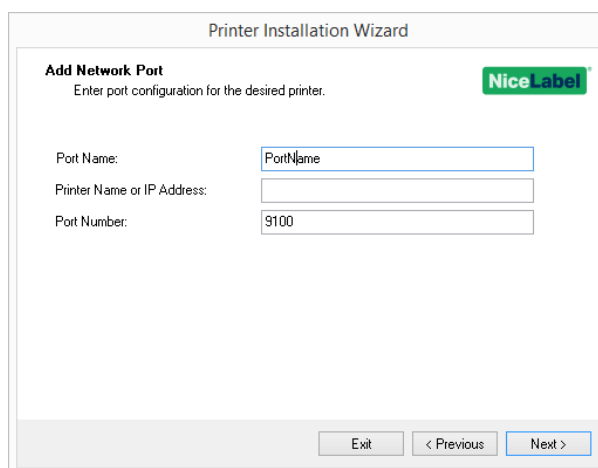 Printer Installation Wizard
Add Network Port
Enter port configuration for the desired printer.
NiceLabel®
Port Name: PortName
Printer Name or IP Address:
Port Number: 9100
Exit < Previous Next >